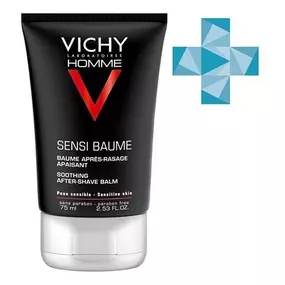 VICHY
LABORATOIRES
HOMME
SENSI BAUME
BAUME APRÈS-RASAGE
APAISANT
SOOTHING
AFTER-SHAVE BALM
Peau sensible - Sensitive skin
sans paraben - paraben free
75 ml 2.53 FL.OZ.